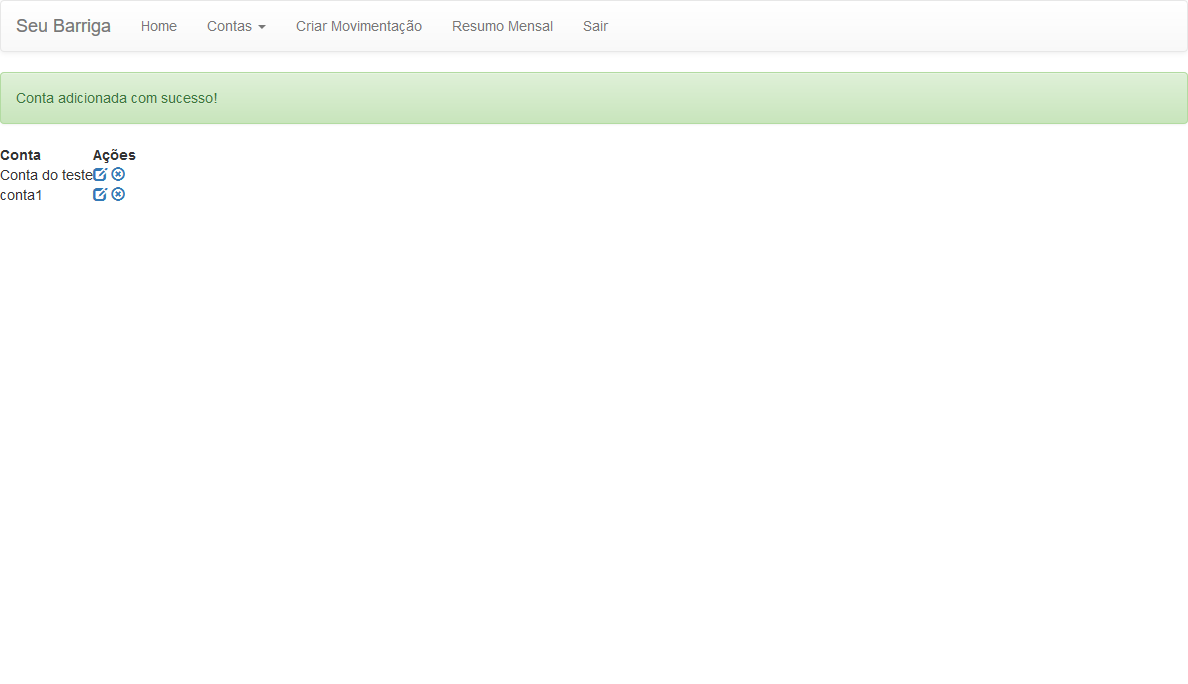 Seu Barriga Home Contas Criar Movimentação Resumo Mensal Sair
Conta adicionada com sucesso!
Conta Ações
Conta do teste
conta1